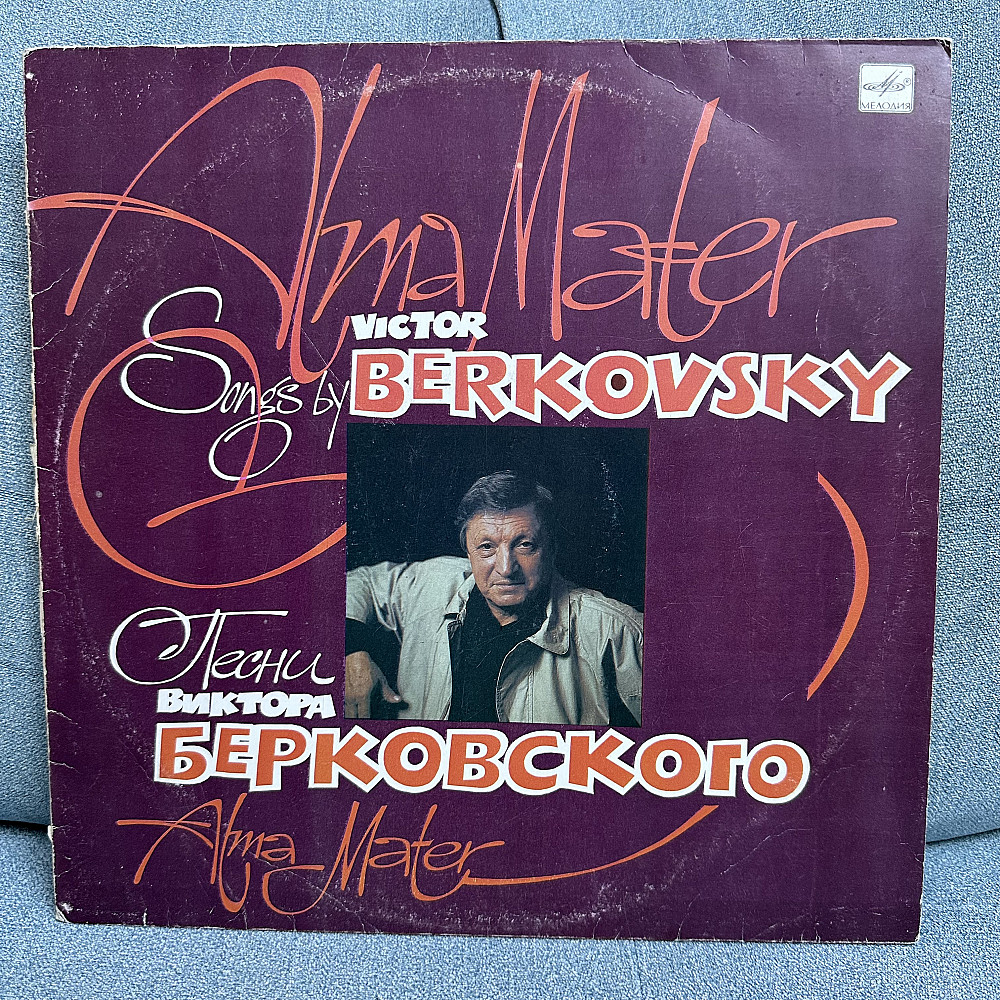 МЕЛОДИЯ
Alma Mater
Songs by
VICTOR
BERKOVSKY
Песни
ВИКТОРА
БЕРКОВСКОГО
Alma Mater